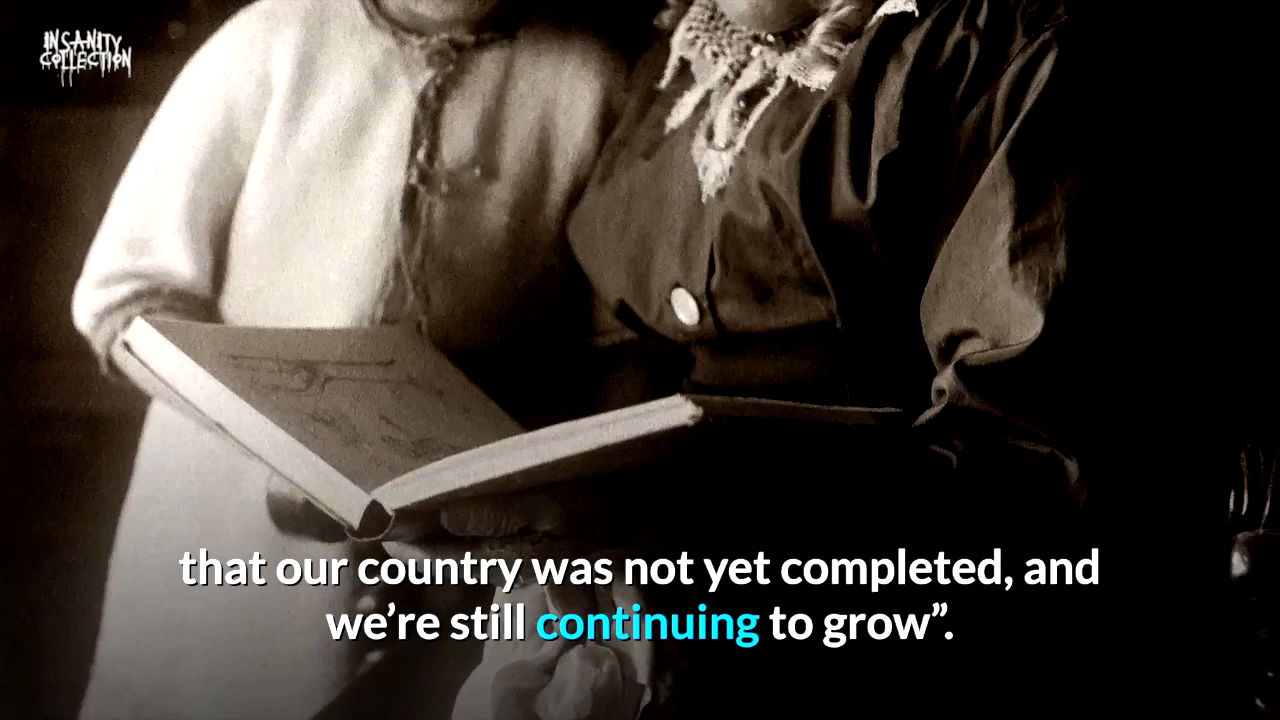 INSANITY
COLLECTION
that our country was not yet completed, and
we’re still continuing to grow”.